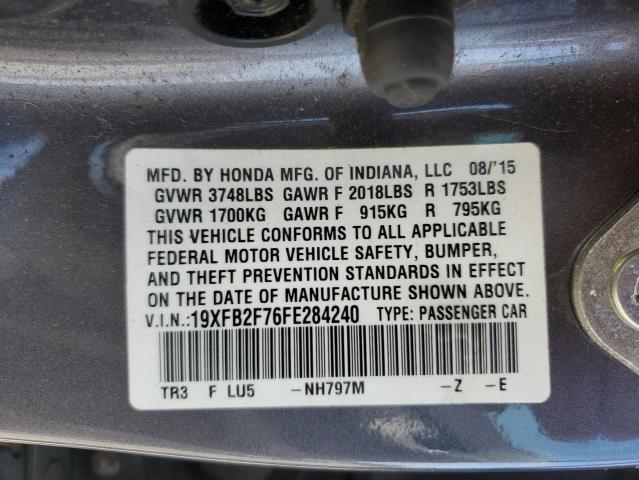 MFD. BY HONDA MFG. OF INDIANA, LLC 08/'15
GVWR 3748LBS GAWR F 2018LBS R 1753LBS
GVWR 1700KG GAWR F 915KG R 795KG
THIS VEHICLE CONFORMS TO ALL APPLICABLE
FEDERAL MOTOR VEHICLE SAFETY, BUMPER,
AND THEFT PREVENTION STANDARDS IN EFFECT
ON THE DATE OF MANUFACTURE SHOWN ABOVE.
V.I.N.:19XFB2F76FE284240 TYPE: PASSENGER CAR
TR3 F LU5 –NH797M –Z –E